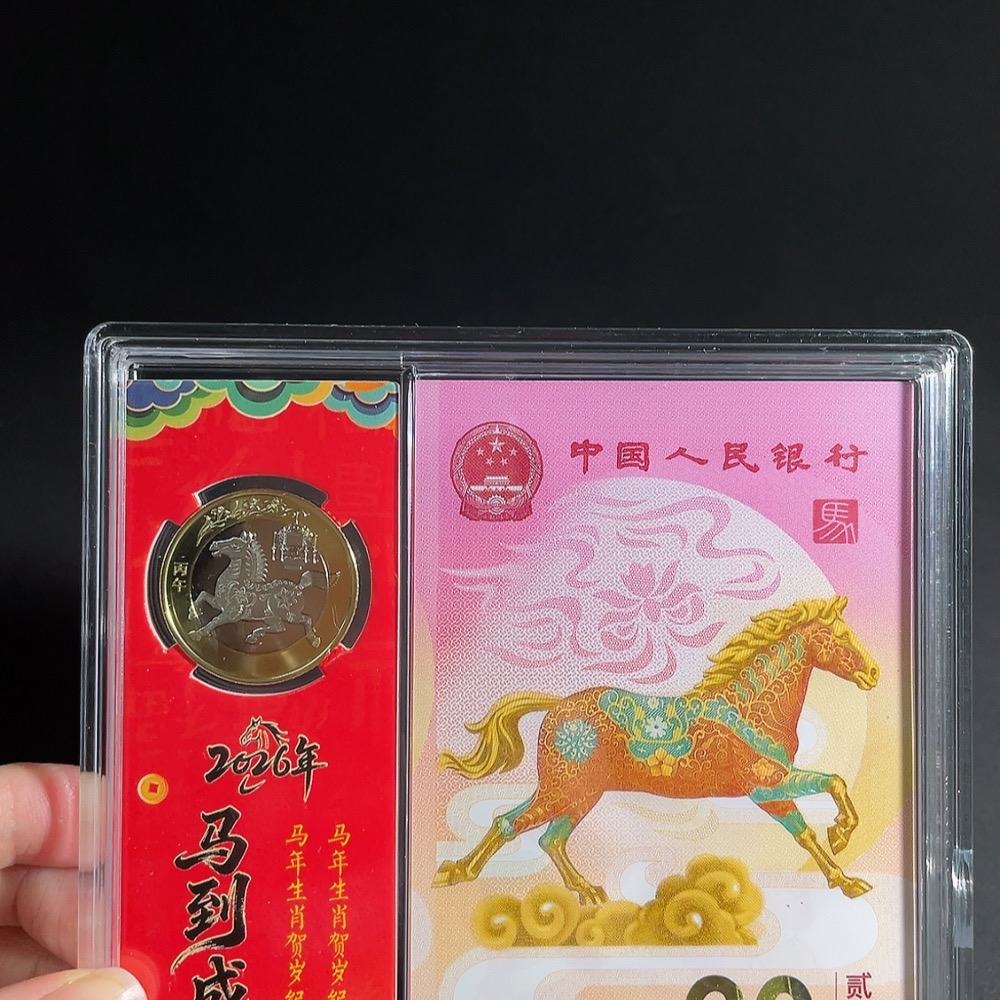 丙午
2026年
马到成
马年生肖贺岁纪
马年生肖贺岁纪
中国人民银行
馬
20
贰